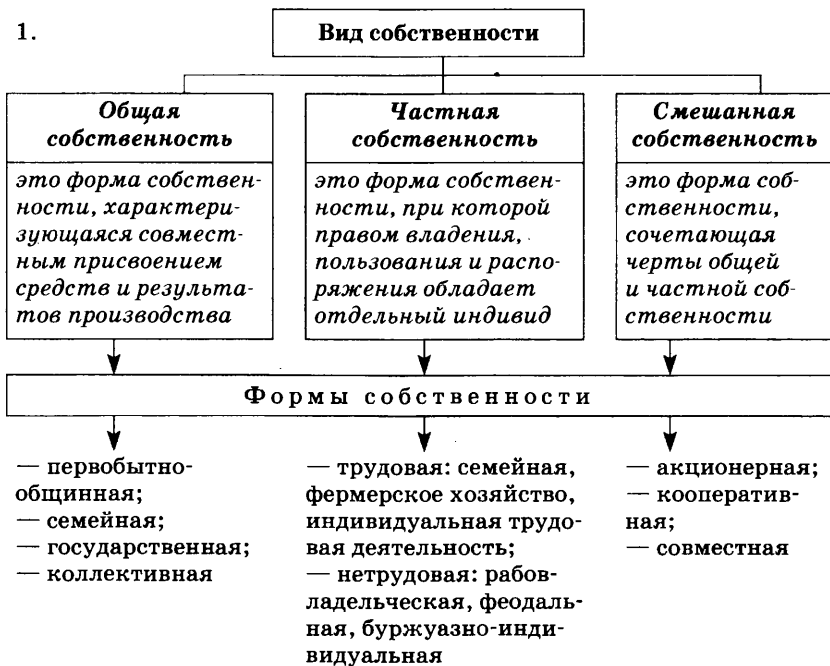 1.
Вид собственности
Общая
собственность
это форма собствен-
ности, характери-
зующаяся совмест-
ным присвоением
средств и результа-
тов производства
Частная
собственность
это форма собствен-
ности, при которой
правом владения,
пользования и распо-
ряжения обладает
отдельный индивид
Смешанная
собственность
это форма соб-
ственности,
сочетающая
черты общей
и частной соб-
ственности
Формы собственности
— первобытно-
общинная;
— семейная;
— государственная;
— коллективная
— трудовая: семейная,
фермерское хозяйство,
индивидуальная трудо-
вая деятельность;
— нетрудовая: рабов-
ладельческая, феодаль-
ная, буржуазно-инди-
видуальная
— акционерная;
— кооператив-
ная;
— совместная